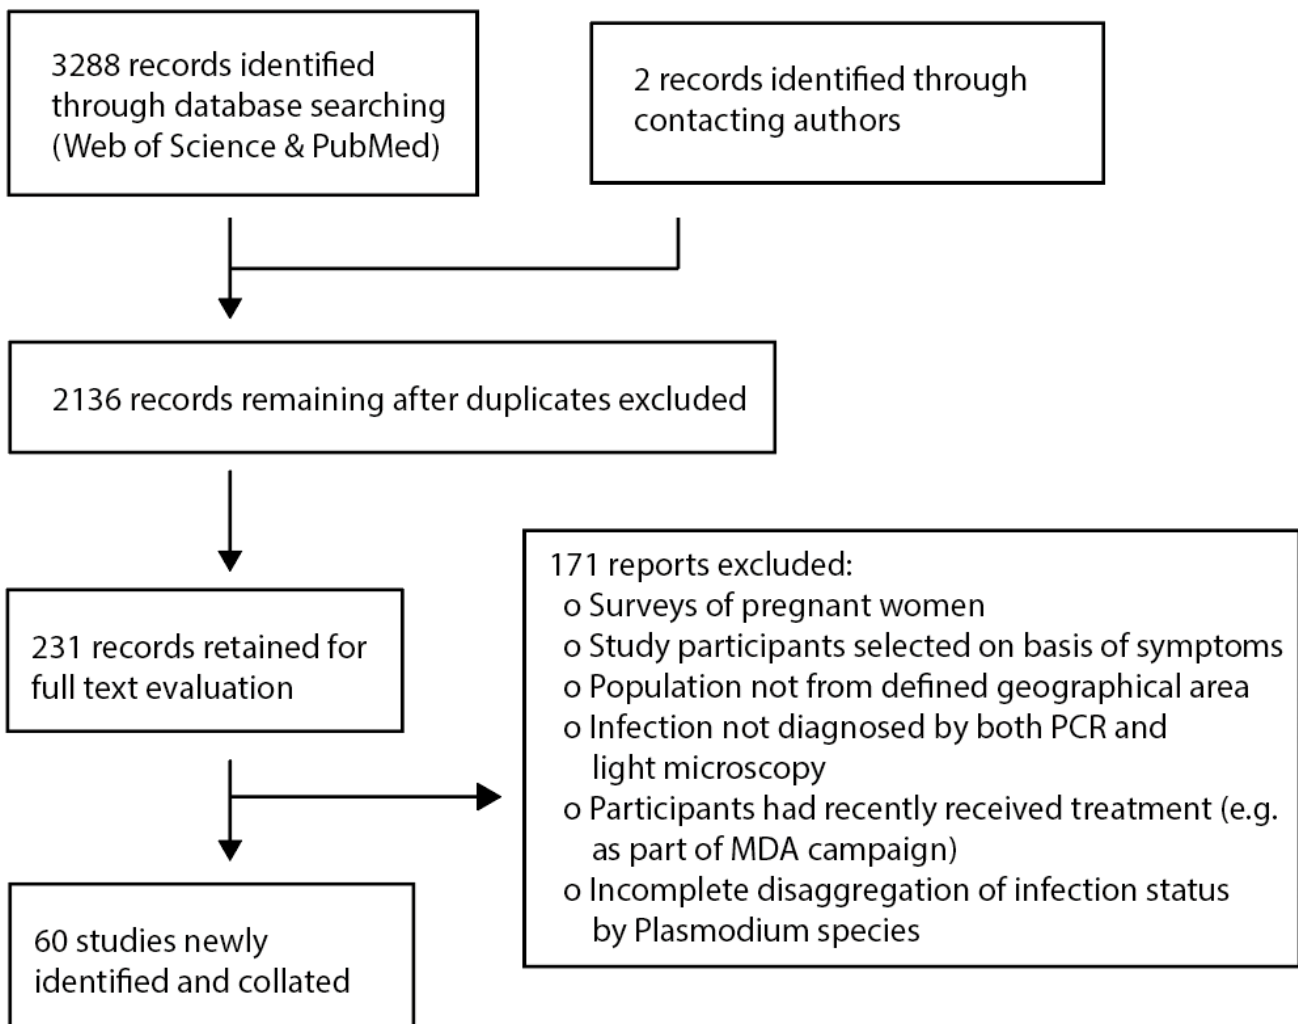 3288 records identified
through database searching
(Web of Science & PubMed)
2 records identified through
contacting authors
2136 records remaining after duplicates excluded
231 records retained for
full text evaluation
171 reports excluded:
o Surveys of pregnant women
o Study participants selected on basis of symptoms
o Population not from defined geographical area
o Infection not diagnosed by both PCR and
light microscopy
o Participants had recently received treatment (e.g.
as part of MDA campaign)
o Incomplete disaggregation of infection status
by Plasmodium species
60 studies newly
identified and collated